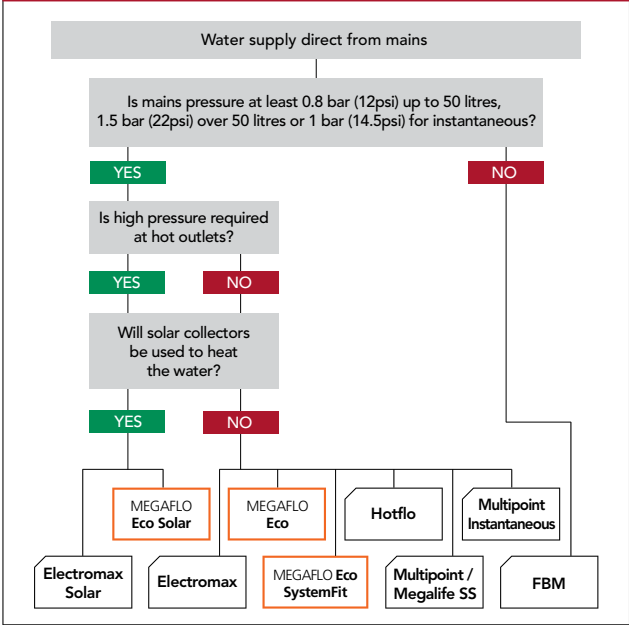 Water supply direct from mains
Is mains pressure at least 0.8 bar (12psi) up to 50 litres,
1.5 bar (22psi) over 50 litres or 1 bar (14.5psi) for instantaneous?
YES
NO
Is high pressure required
at hot outlets?
YES
NO
Will solar collectors
be used to heat
the water?
YES
NO
MEGAFLO
Eco Solar
MEGAFLO
Eco
Hotflo
Multipoint
Instantaneous
Electromax
Solar
Electromax
MEGAFLO Eco
SystemFit
Multipoint /
Megalife SS
FBM